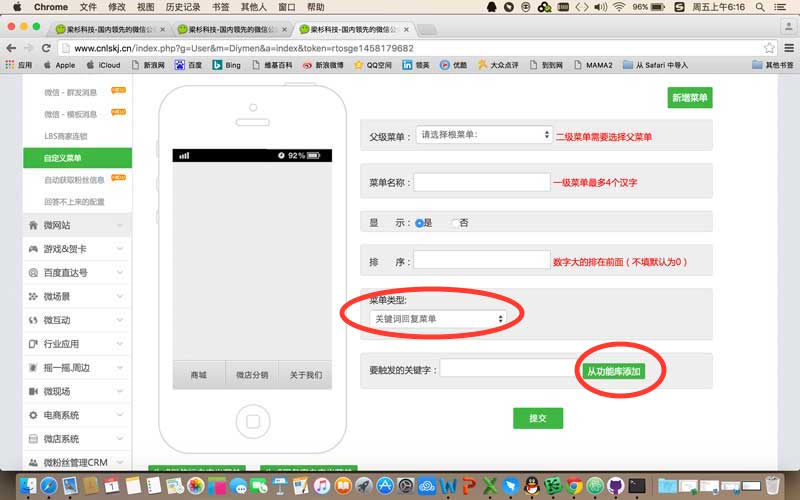 Chrome 文件 修改 视图 历史记录 书签 其他人 窗口 帮助 96% 周五上午6:16
梁杉科技-国内领先的微信公众 梁杉科技-国内领先的微信公众 梁杉科技-国内领先的微信公众
www.cnlskj.cn/index.php?g=User&m=Diymen&a=index&token=rtosge1458179682
应用 Apple iCloud 新浪网 百度 Bing 维基百科 新浪微博 QQ空间 领英 优酷 大众点评 到到网 MAMA2 从 Safari 中导入 其他书签
微信 - 群发消息 NEW
微信 - 模板消息 NEW
LBS商家连锁
自定义菜单
自动获取粉丝信息 NEW
回答不上来的配置
微网站
游戏&贺卡
百度直达号
微场景
微互动
行业应用
摇一摇.周边
微现场
电商系统
微店系统
微粉丝管理CRM
92%
商城 微店分销 关于我们
新增菜单
父级菜单： 请选择根菜单： 二级菜单需要选择父菜单
菜单名称： 一级菜单最多4个汉字
显 示： 是 否
排 序： 数字大的排在前面（不填默认为0）
菜单类型:
关键词回复菜单
要触发的关键字： 从功能库添加
提交